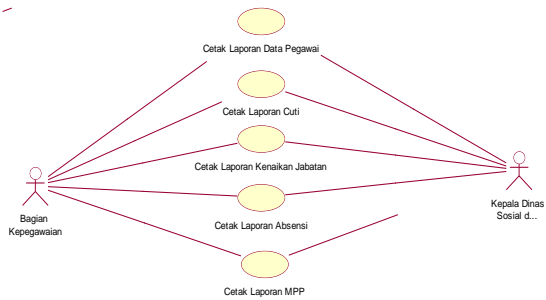 Cetak Laporan Data Pegawai
Cetak Laporan Cuti
Cetak Laporan Kenaikan Jabatan
Bagian
Kepegawaian
Kepala Dinas
Sosial d...
Cetak Laporan Absensi
Cetak Laporan MPP